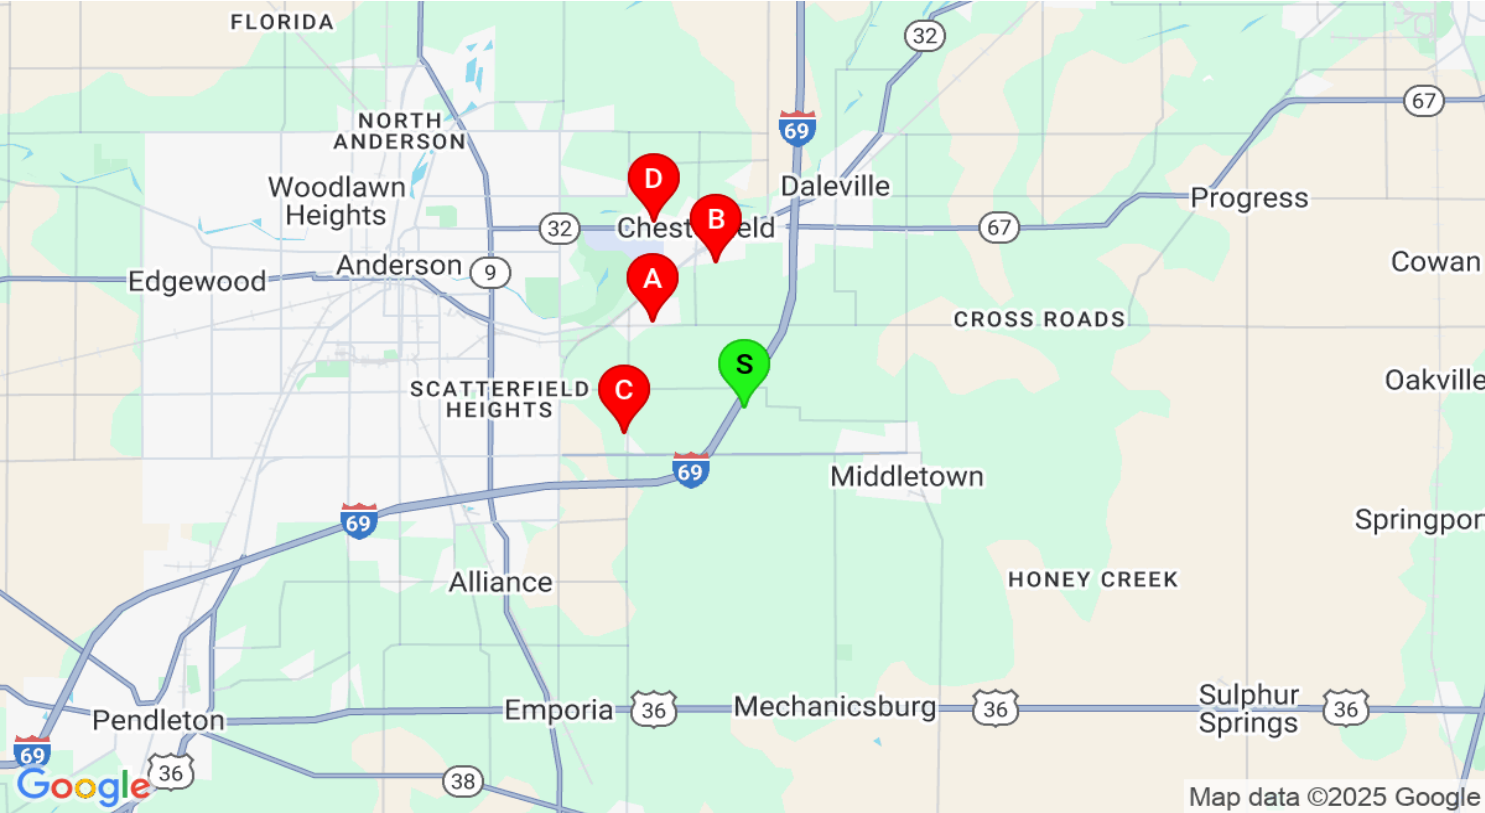 FLORIDA
32
67
NORTH
ANDERSON
69
Woodlawn
Heights
D
Daleville
B
Progress
32
Chest eld
67
Edgewood
Anderson
9
A
Cowan
CROSS ROADS
S
C
SCATTERFIELD
HEIGHTS
Oakville
69
Middletown
69
Springpor
Alliance
HONEY CREEK
Pendleton
Emporia
36
Mechanicsburg
36
Sulphur
Springs
36
69
36
38
Google
Map data ©2025 Google